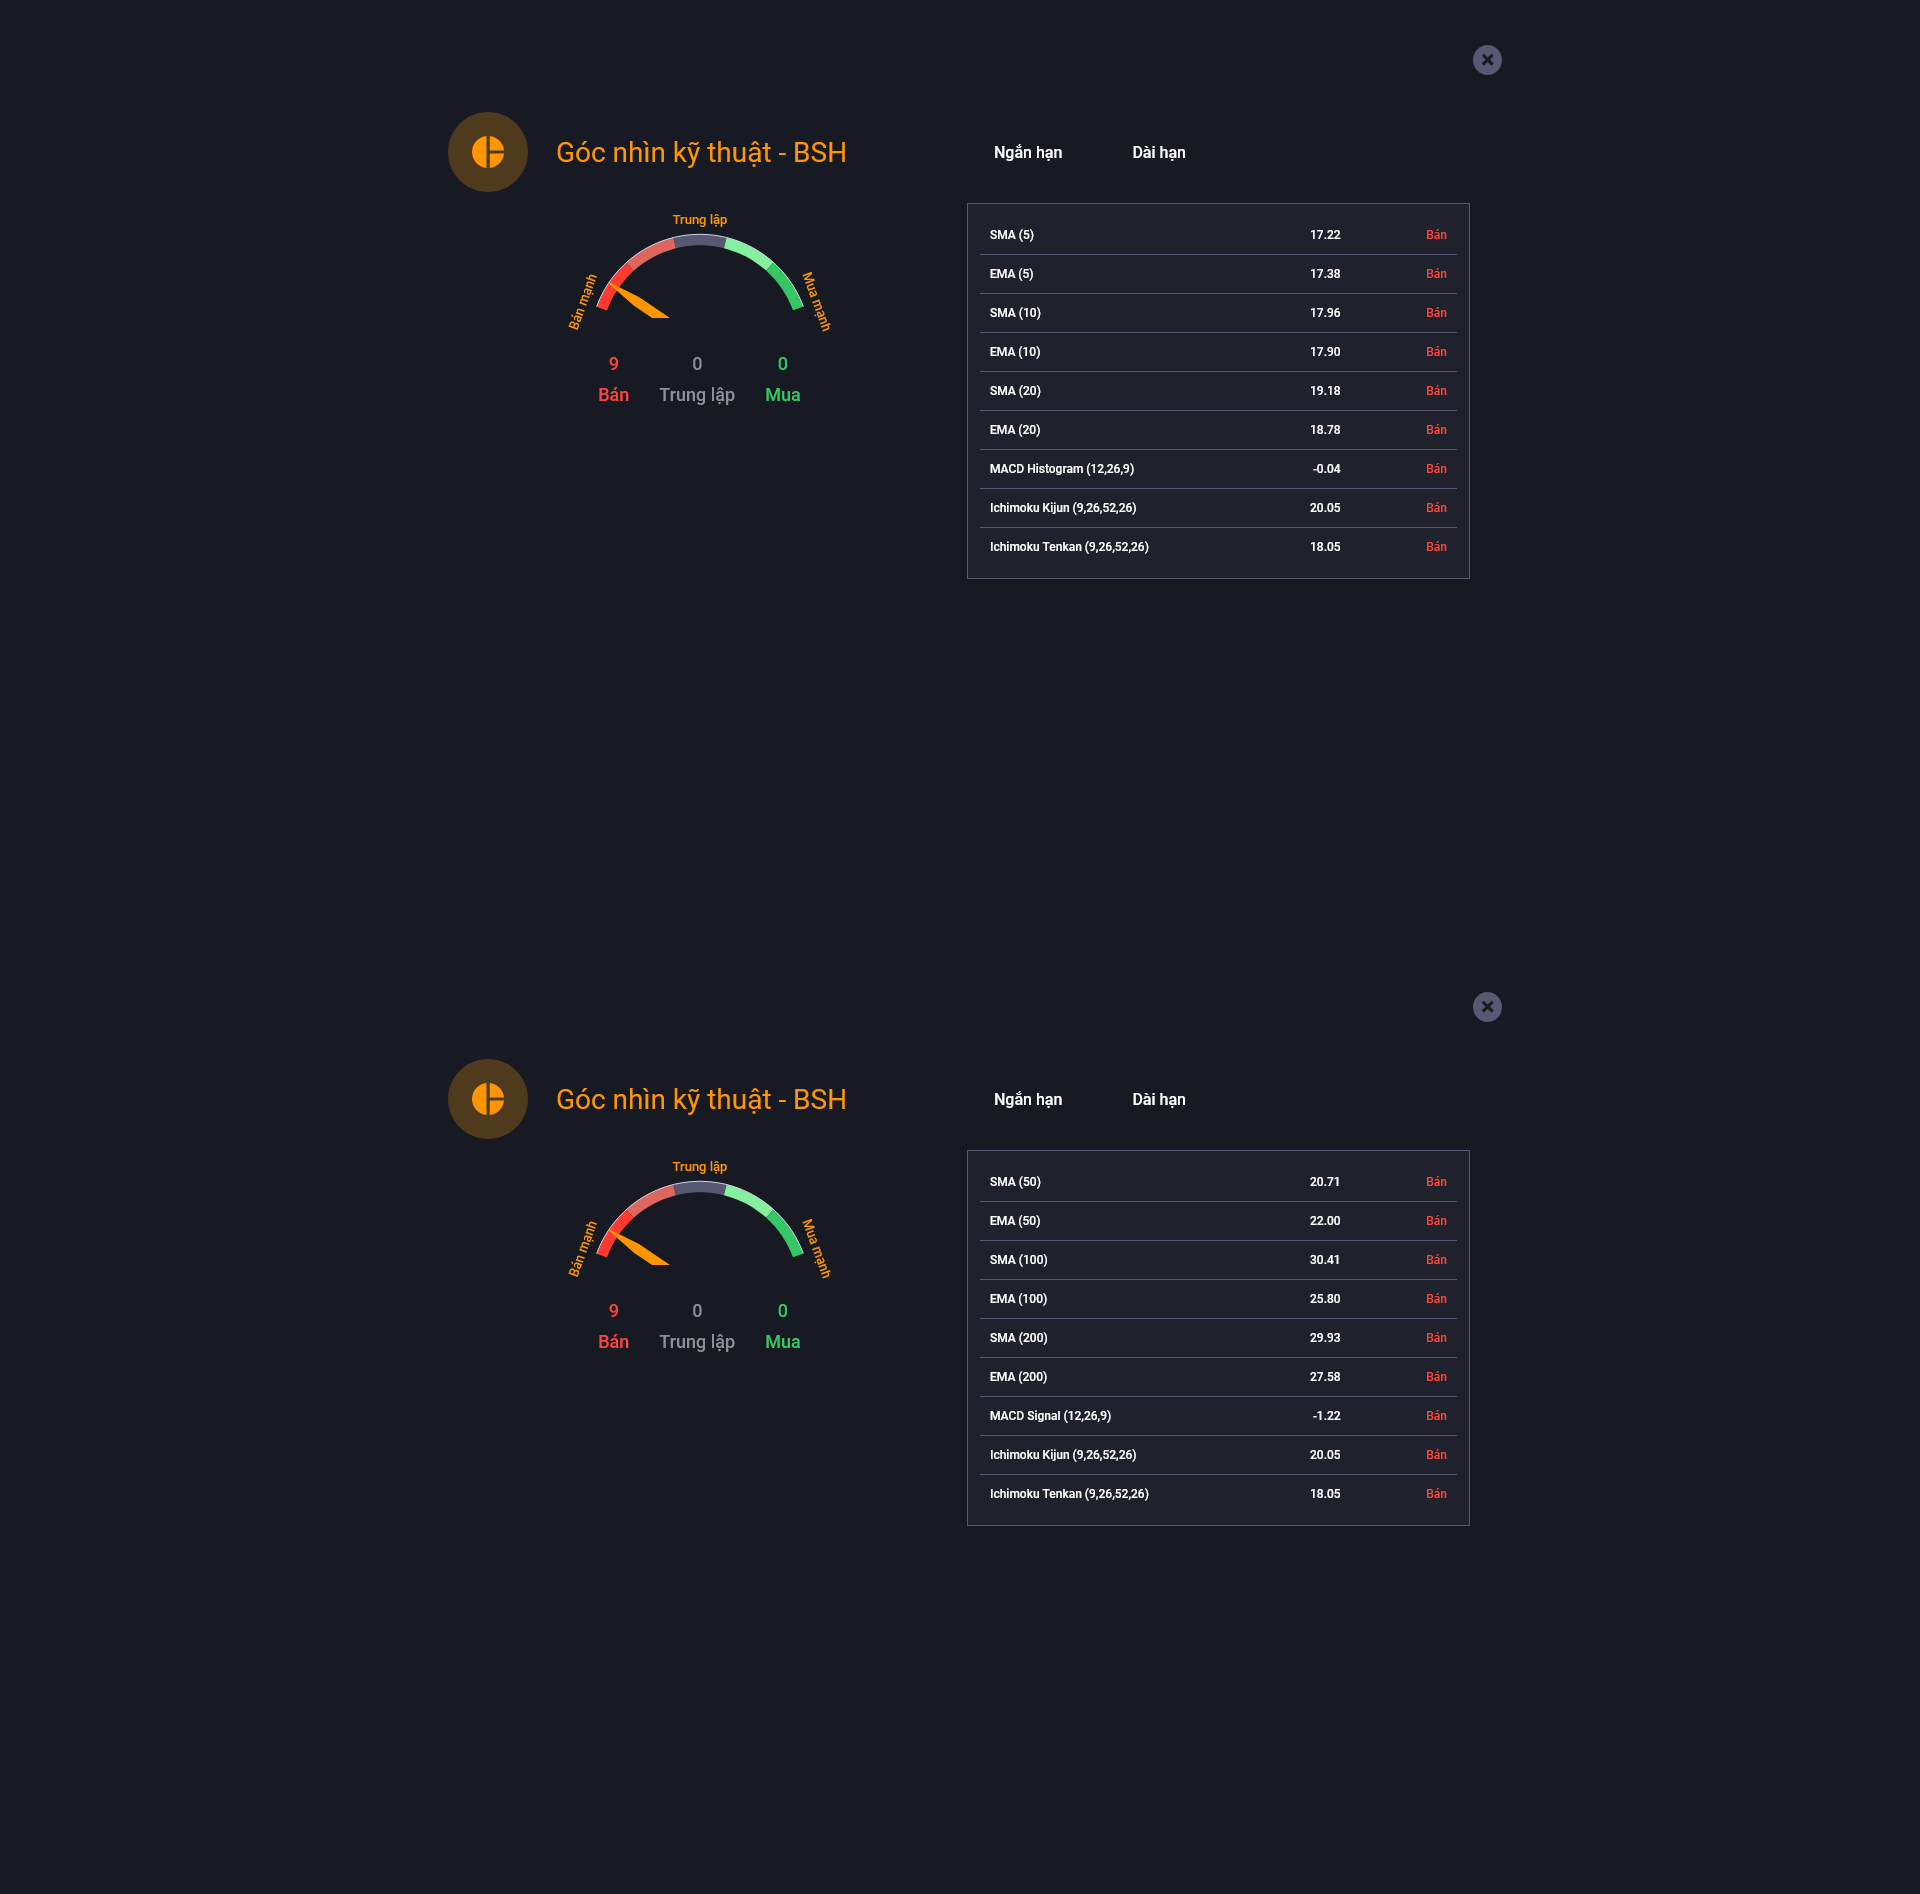 Góc nhìn kỹ thuật - BSH
Ngắn hạn Dài hạn
Trung lập
Bán mạnh
Mua mạnh
9 0 0
Bán Trung lập Mua
SMA (5) 17.22 Bán
EMA (5) 17.38 Bán
SMA (10) 17.96 Bán
EMA (10) 17.90 Bán
SMA (20) 19.18 Bán
EMA (20) 18.78 Bán
MACD Histogram (12,26,9) -0.04 Bán
Ichimoku Kijun (9,26,52,26) 20.05 Bán
Ichimoku Tenkan (9,26,52,26) 18.05 Bán
Góc nhìn kỹ thuật - BSH
Ngắn hạn Dài hạn
Trung lập
Bán mạnh
Mua mạnh
9 0 0
Bán Trung lập Mua
SMA (50) 20.71 Bán
EMA (50) 22.00 Bán
SMA (100) 30.41 Bán
EMA (100) 25.80 Bán
SMA (200) 29.93 Bán
EMA (200) 27.58 Bán
MACD Signal (12,26,9) -1.22 Bán
Ichimoku Kijun (9,26,52,26) 20.05 Bán
Ichimoku Tenkan (9,26,52,26) 18.05 Bán